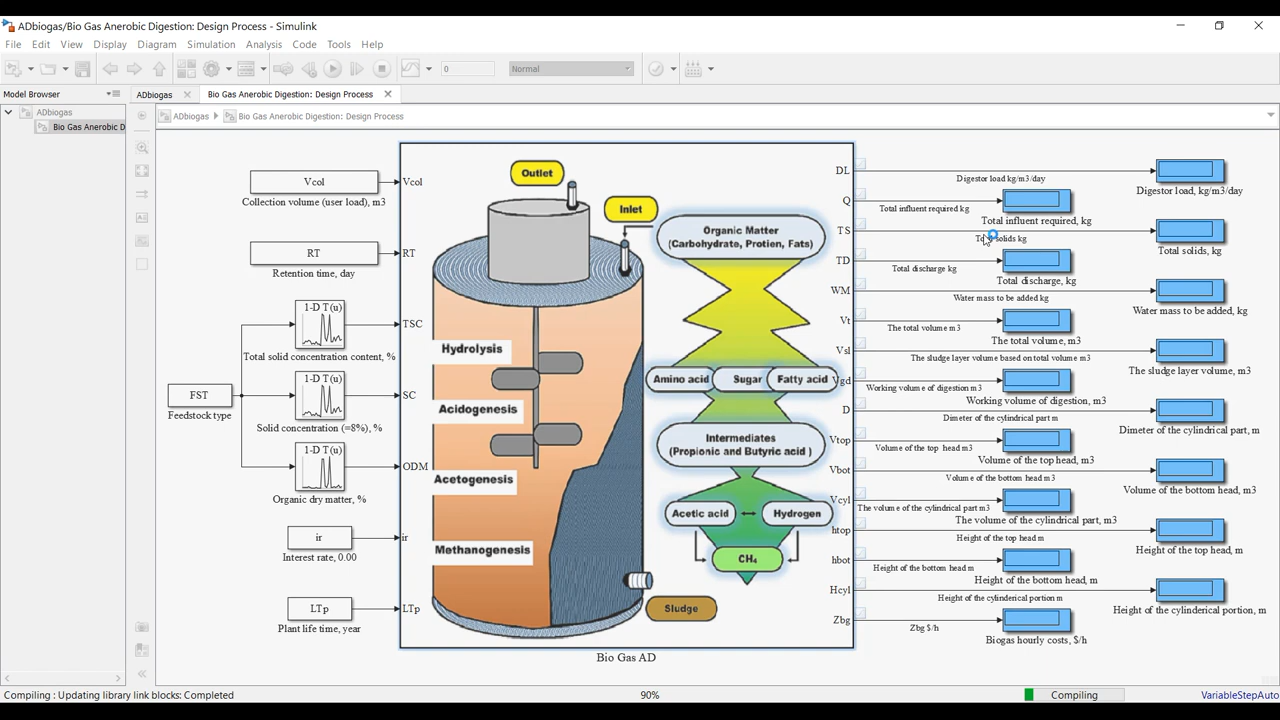 ADbiogas/Bio Gas Anerobic Digestion: Design Process - Simulink
File Edit View Display Diagram Simulation Analysis Code Tools Help
0 Normal
Model Browser
ADbiogas
Bio Gas Anerobic Digestion: Design Process
ADbiogas
Bio Gas Anerobic D
ADbiogas Bio Gas Anerobic Digestion: Design Process
Vcol
Collection volume (user load), m3
RT
Retention time, day
1-D T(u)
Total solid concentration content, %
FST
Feedstock type
1-D T(u)
Solid concentration (=8%), %
1-D T(u)
Organic dry matter, %
ir
Interest rate, 0.00
LTp
Plant life time, year
Vcol
RT
TSC
SC
ODM
ir
LTp
Outlet
Inlet
Hydrolysis
Acidogenesis
Acetogenesis
Methanogenesis
Sludge
Organic Matter
(Carbohydrate, Protien, Fats)
Amino acid Sugar Fatty acid
Intermediates
(Propionic and Butyric acid )
Acetic acid Hydrogen
CH₄
Bio Gas AD
DL
Q
TS
TD
WM
Vt
Vsl
Vgd
D
Vtop
Vbot
Vcyl
htop
hbot
Hcyl
Zbg
Digestor load kg/m3/day
Digestor load, kg/m3/day
Total influent required kg
Total influent required, kg
solids kg
Total solids, kg
Total discharge kg
Total discharge, kg
Water mass to be added kg
Water mass to be added, kg
The total volume m3
The total volume, m3
The sludge layer volume based on total volume m3
The sludge layer volume, m3
Working volume of digestion m3
Working volume of digestion, m3
Dimeter of the cylindrical part m
Dimeter of the cylindrical part, m
Volume of the top head m3
Volume of the top head, m3
Volume of the bottom head m3
Volume of the bottom head, m3
The volume of the cylindrical part m3
The volume of the cylindrical part, m3
Height of the top head m
Height of the top head, m
Height of the bottom head m
Height of the bottom head, m
Height of the cylinderical portion m
Height of the cylinderical portion, m
Zbg $/h
Biogas hourly costs, $/h
Compiling : Updating library link blocks: Completed 90% Compiling VariableStepAuto